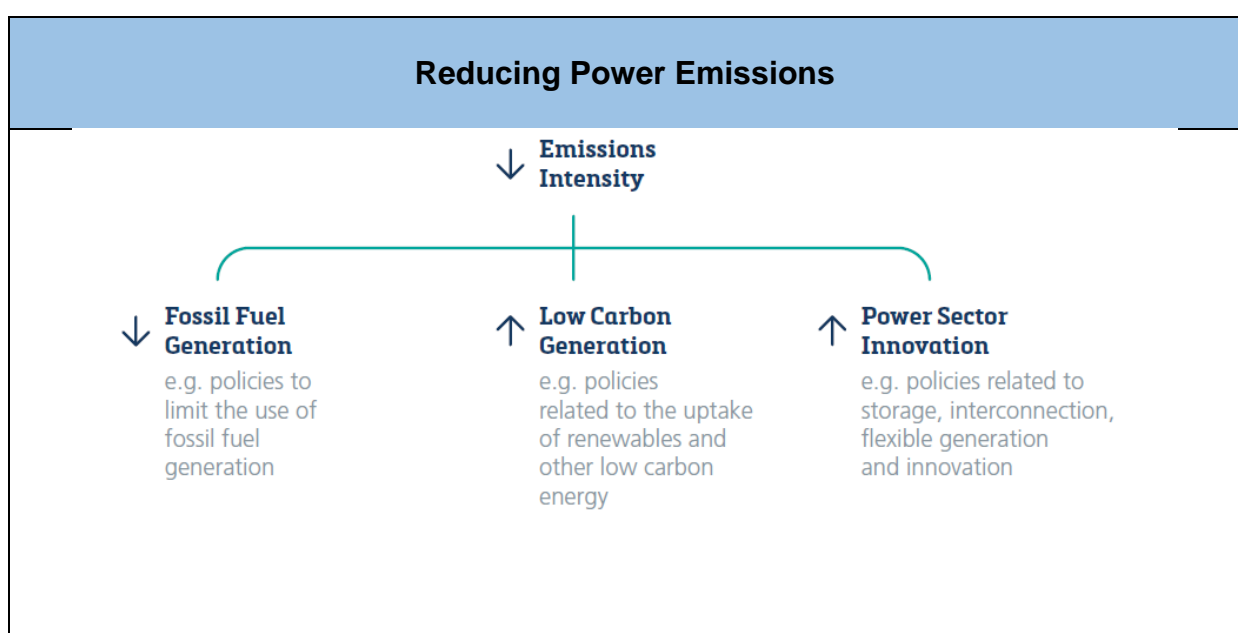 Reducing Power Emissions
Emissions
Intensity
Fossil Fuel
Generation
e.g. policies to
limit the use of
fossil fuel
generation
Low Carbon
Generation
e.g. policies
related to the uptake
of renewables and
other low carbon
energy
Power Sector
Innovation
e.g. policies related to
storage, interconnection,
flexible generation
and innovation